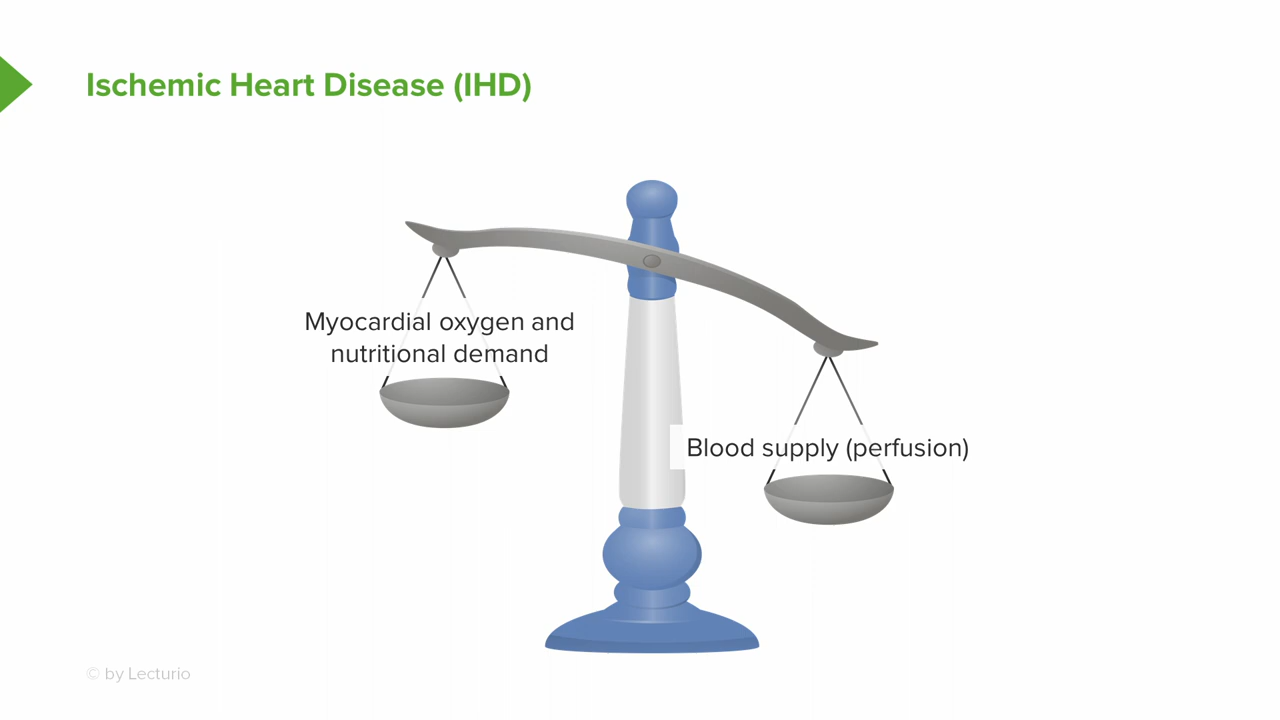 Ischemic Heart Disease (IHD)
Myocardial oxygen and
nutritional demand
Blood supply (perfusion)
© by Lecturio